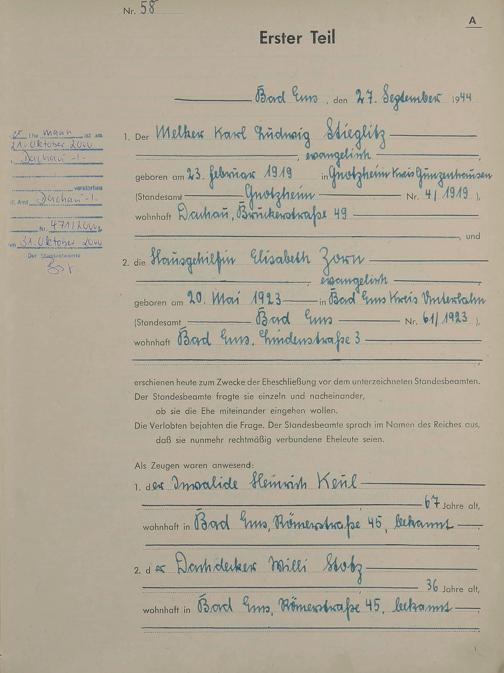 Nr. 58
A
Erster Teil
Bad Ems, den 27. September 1944
1. Der Melker Karl Ludwig Stieglitz
, evangelisch
geboren am 23. Februar 1919 in Gnotzheim Kreis Gunzenhausen
(Standesamt Gnotzheim Nr. 4/1919),
wohnhaft Dachau, Bruckerstraße 49
, und
2. die Hausgehilfin Elisabeth Zorn
, evangelisch
geboren am 20. Mai 1923 in Bad Ems Kreis Unterlahn
(Standesamt Bad Ems Nr. 61/1923),
wohnhaft Bad Ems, Lindenstraße 3
erschienen heute zum Zwecke der Eheschließung vor dem unterzeichneten Standesbeamten.
Der Standesbeamte fragte sie einzeln und nacheinander,
ob sie die Ehe miteinander eingehen wollen.
Die Verlobten bejahten die Frage. Der Standesbeamte sprach im Namen des Reiches aus,
daß sie nunmehr rechtmäßig verbundene Eheleute seien.
Als Zeugen waren anwesend:
1. der Invalide Heinrich Keul
67 Jahre alt,
wohnhaft in Bad Ems, Römerstraße 45, bekannt
2. der Dachdecker Willi Stotz
36 Jahre alt,
wohnhaft in Bad Ems, Römerstraße 45, bekannt
Ehemann ist am
21. Oktober 2000
Dachau -1-
verstorben
Dachau -1-
Nr. 471/2000
31. Oktober 2000
Der Standesbeamte